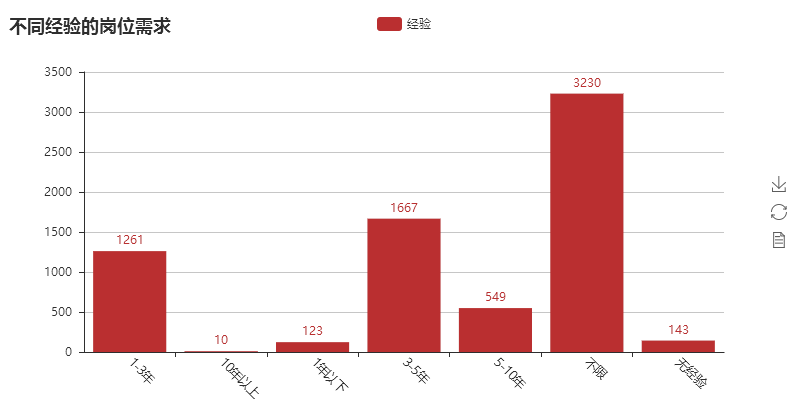 不同经验的岗位需求
经验
3500
3000
2500
2000
1500
1000
500
0
1261
10
123
1667
549
3230
143
1-3年
10年以上
1年以下
3-5年
5-10年
不限
无经验